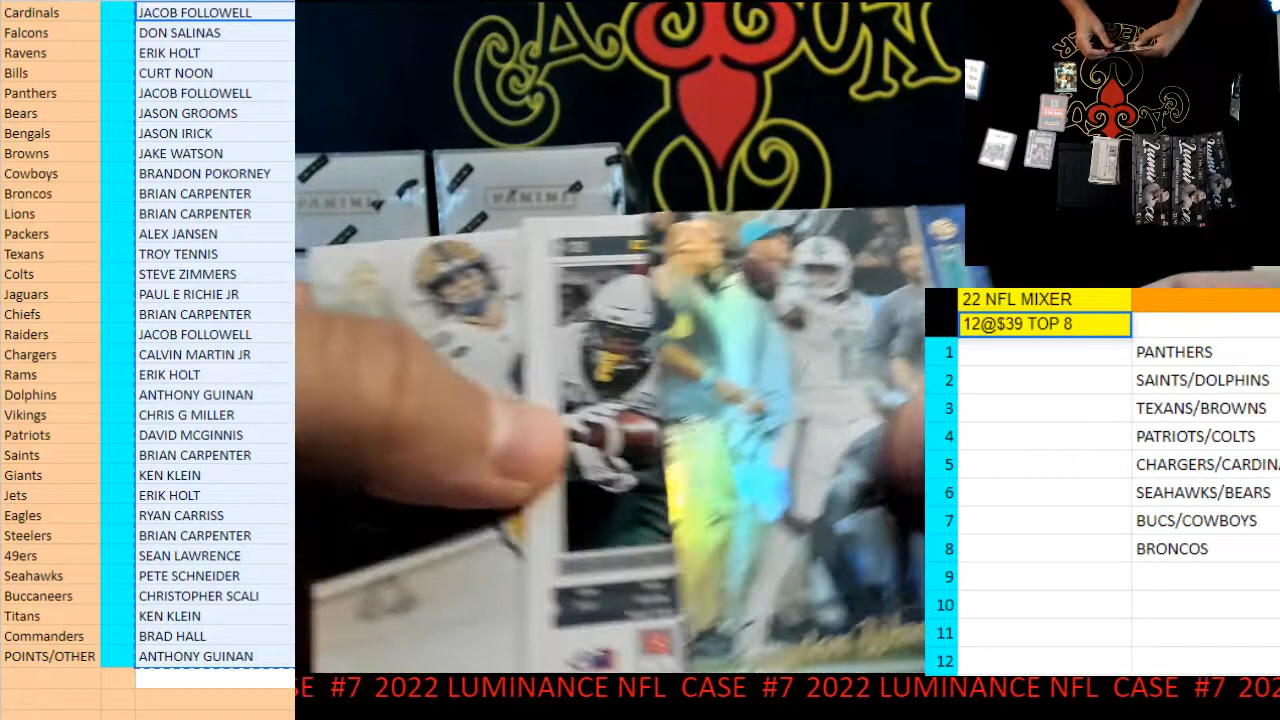 Cardinals JACOB FOLLOWELL
Falcons DON SALINAS
Ravens ERIK HOLT
Bills CURT NOON
Panthers JACOB FOLLOWELL
Bears JASON GROOMS
Bengals JASON IRICK
Browns JAKE WATSON
Cowboys BRANDON POKORNEY
Broncos BRIAN CARPENTER
Lions BRIAN CARPENTER
Packers ALEX JANSEN
Texans TROY TENNIS
Colts STEVE ZIMMERS
Jaguars PAUL E RICHIE JR
Chiefs BRIAN CARPENTER
Raiders JACOB FOLLOWELL
Chargers CALVIN MARTIN JR
Rams ERIK HOLT
Dolphins ANTHONY GUINAN
Vikings CHRIS G MILLER
Patriots DAVID MCGINNIS
Saints BRIAN CARPENTER
Giants KEN KLEIN
Jets ERIK HOLT
Eagles RYAN CARRISS
Steelers BRIAN CARPENTER
49ers SEAN LAWRENCE
Seahawks PETE SCHNEIDER
Buccaneers CHRISTOPHER SCALI
Titans KEN KLEIN
Commanders BRAD HALL
POINTS/OTHER ANTHONY GUINAN
PANINI
PANINI
22 NFL MIXER
12@$39 TOP 8
1 PANTHERS
2 SAINTS/DOLPHINS
3 TEXANS/BROWNS
4 PATRIOTS/COLTS
5 CHARGERS/CARDINA
6 SEAHAWKS/BEARS
7 BUCS/COWBOYS
8 BRONCOS
9
10
11
12
SE #7 2022 LUMINANCE NFL CASE #7 2022 LUMINANCE NFL CASE #7 202